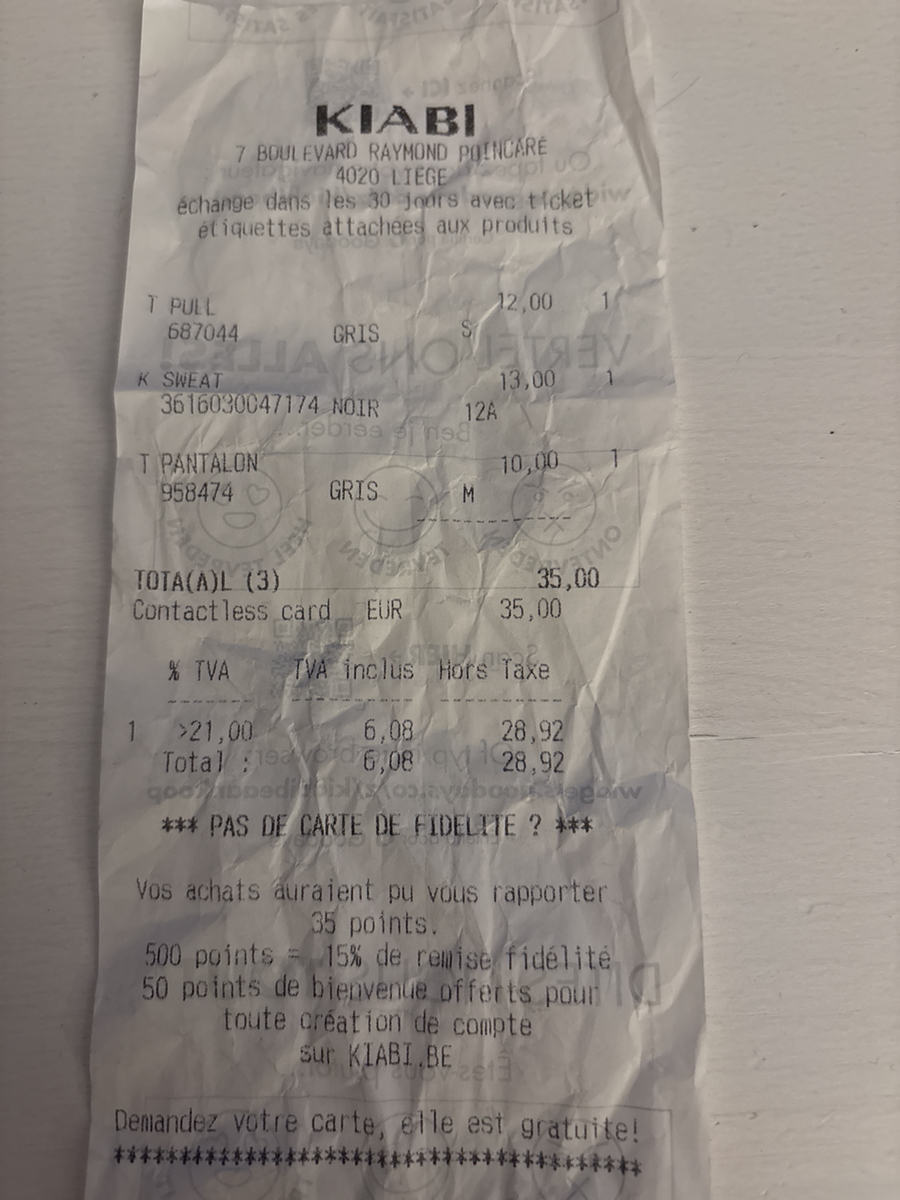 KIABI
7 BOULEVARD RAYMOND POINCARÉ
4020 LIEGE
échange dans les 30 jours avec ticket
étiquettes attachées aux produits
T PULL 12,00 1
687044 GRIS S
K SWEAT 13,00 1
3616030047174 NOIR 12A
T PANTALON 10,00 1
958474 GRIS M
--------------
TOTA(A)L (3) 35,00
Contactless card EUR 35,00
% TVA TVA inclus Hors Taxe
------- ---------- ----------
1 >21,00 6,08 28,92
Total : 6,08 28,92
*** PAS DE CARTE DE FIDELITE ? ***
Vos achats auraient pu vous rapporter
35 points.
500 points = 15% de remise fidélité
50 points de bienvenue offerts pour
toute création de compte
sur KIABI.BE
Demandez votre carte, elle est gratuite!
****************************************